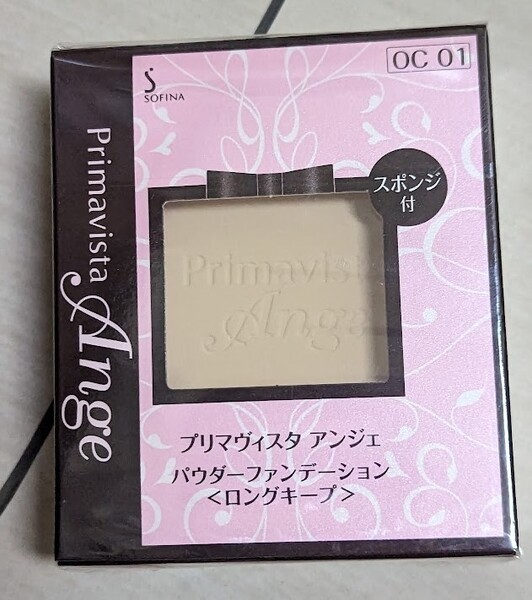 OC 01
SOFINA
Primavista
Ange
スポンジ
付
Primavista
Ange
プリマヴィスタ アンジェ
パウダーファンデーション
<ロングキープ>